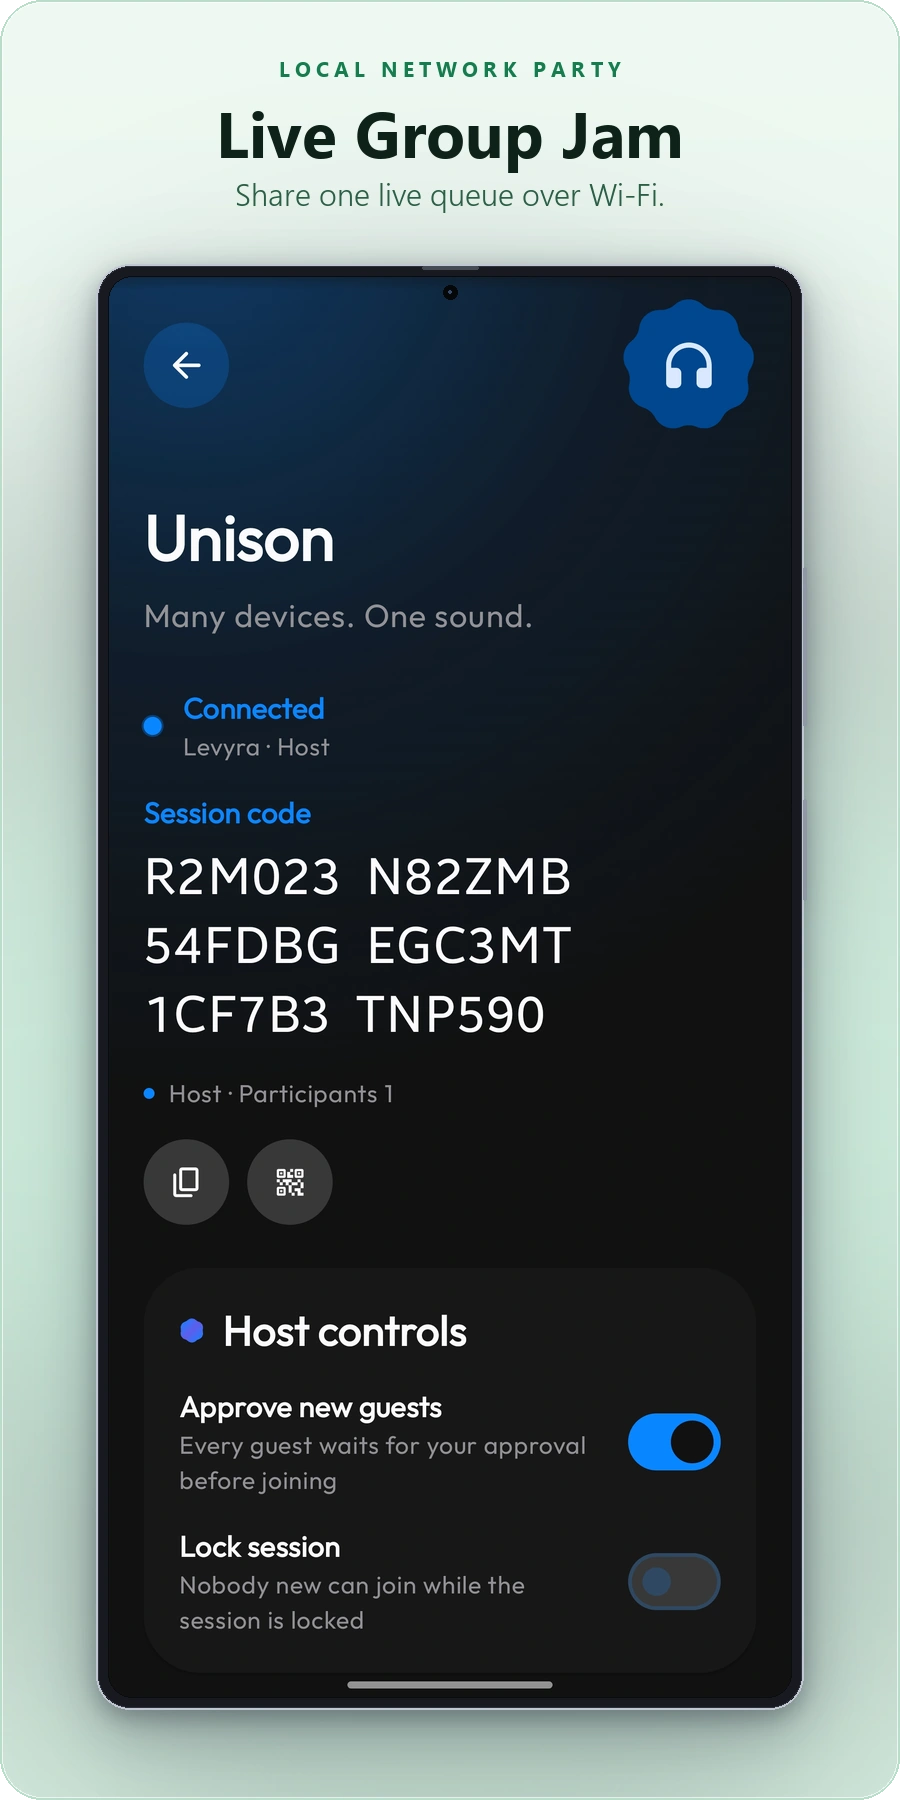 LOCAL NETWORK PARTY
Live Group Jam
Share one live queue over Wi-Fi.
Unison
Many devices. One sound.
Connected
Levyra · Host
Session code
R2M023 N82ZMB
54FDBG EGC3MT
1CF7B3 TNP590
Host · Participants 1
Host controls
Approve new guests
Every guest waits for your approval
before joining
Lock session
Nobody new can join while the
session is locked